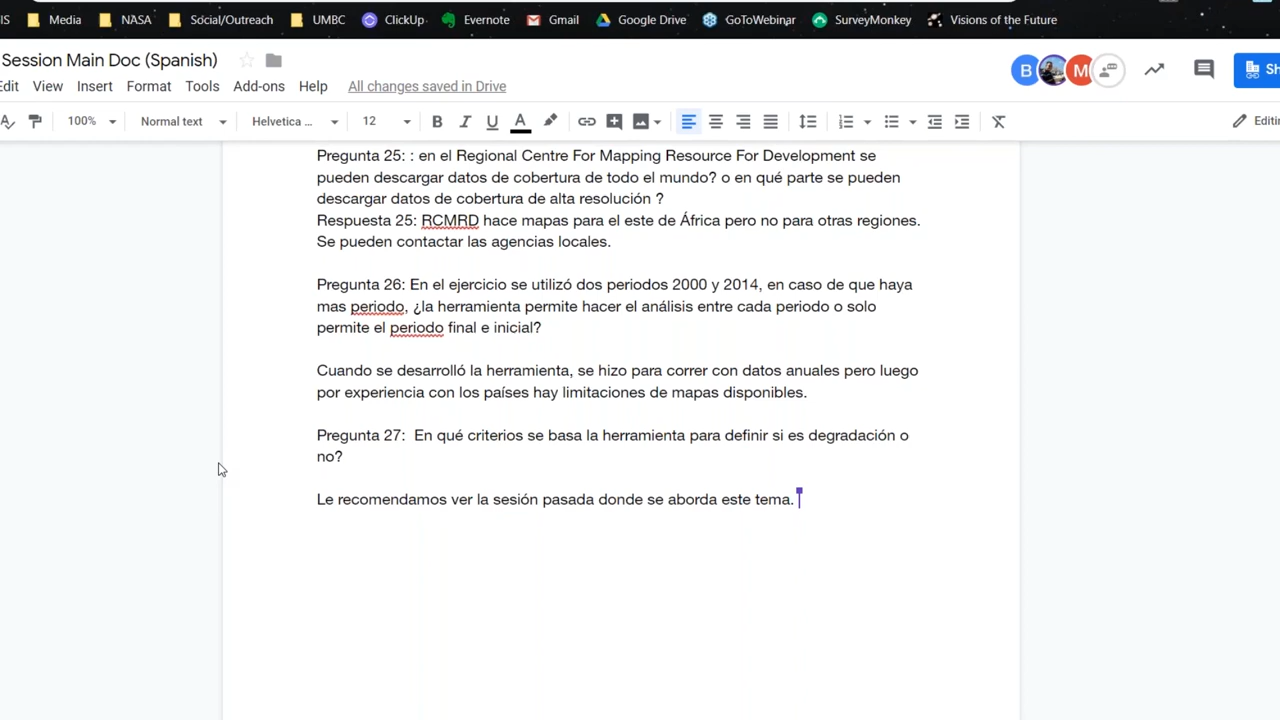 IS Media NASA Social/Outreach UMBC ClickUp Evernote Gmail Google Drive GoToWebinar SurveyMonkey Visions of the Future
Session Main Doc (Spanish)
Edit View Insert Format Tools Add-ons Help All changes saved in Drive
B M Sh
100% Normal text Helvetica ... 12 B I U A Editin
Pregunta 25: : en el Regional Centre For Mapping Resource For Development se
pueden descargar datos de cobertura de todo el mundo? o en qué parte se pueden
descargar datos de cobertura de alta resolución ?
Respuesta 25: RCMRD hace mapas para el este de África pero no para otras regiones.
Se pueden contactar las agencias locales.
Pregunta 26: En el ejercicio se utilizó dos periodos 2000 y 2014, en caso de que haya
mas periodo, ¿la herramienta permite hacer el análisis entre cada periodo o solo
permite el periodo final e inicial?
Cuando se desarrolló la herramienta, se hizo para correr con datos anuales pero luego
por experiencia con los países hay limitaciones de mapas disponibles.
Pregunta 27:  En qué criterios se basa la herramienta para definir si es degradación o
no?
Le recomendamos ver la sesión pasada donde se aborda este tema.